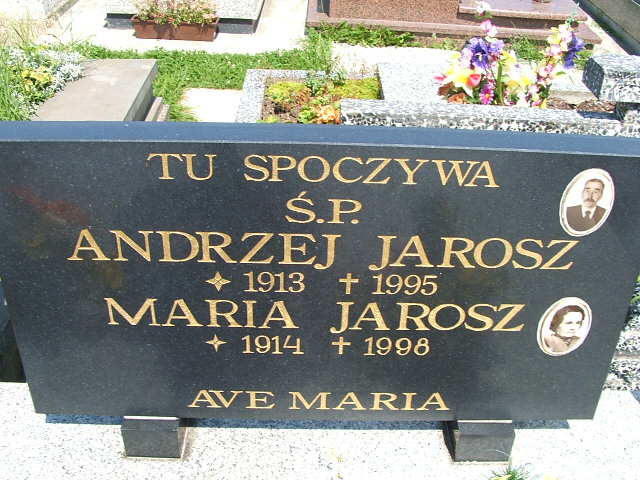 TU SPOCZYWA
Ś.P.
ANDRZEJ JAROSZ
1913 1995
MARIA JAROSZ
1914 1998
AVE MARIA